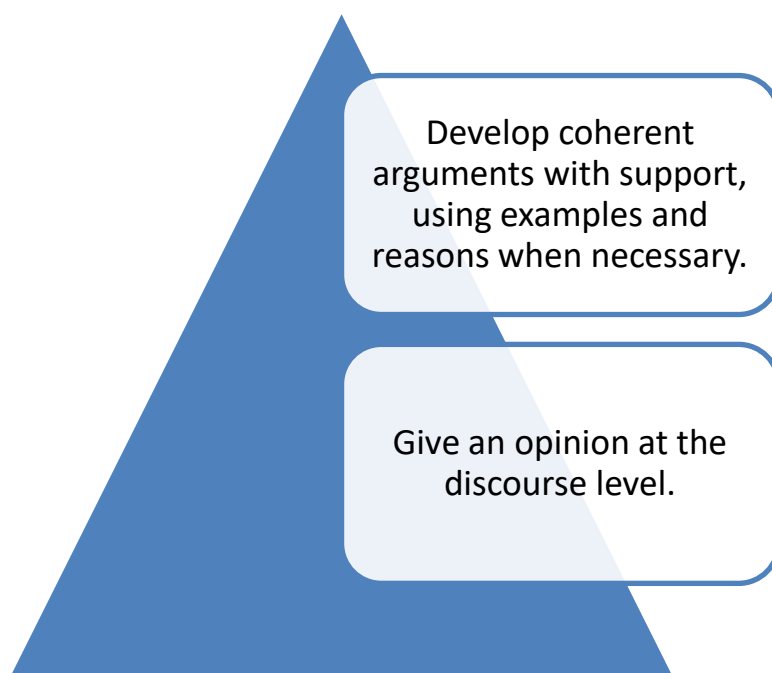 Develop coherent
arguments with support,
using examples and
reasons when necessary.
Give an opinion at the
discourse level.